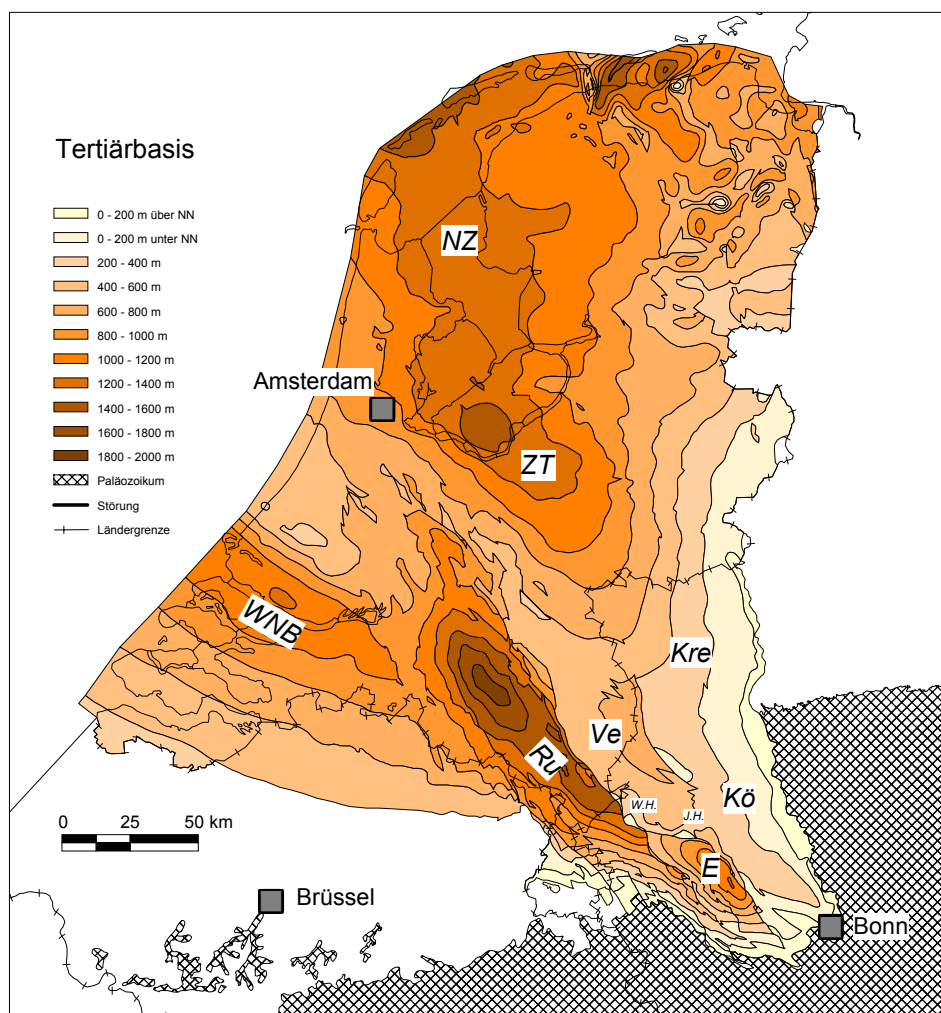 Tertiärbasis
0 - 200 m über NN
0 - 200 m unter NN
200 - 400 m
400 - 600 m
600 - 800 m
800 - 1000 m
1000 - 1200 m
1200 - 1400 m
1400 - 1600 m
1600 - 1800 m
1800 - 2000 m
Paläozoikum
Störung
Ländergrenze
NZ
Amsterdam
ZT
WNB
Kre
Ve
Ru
Kö
W.H.
J.H.
E
0 25 50 km
Brüssel
Bonn